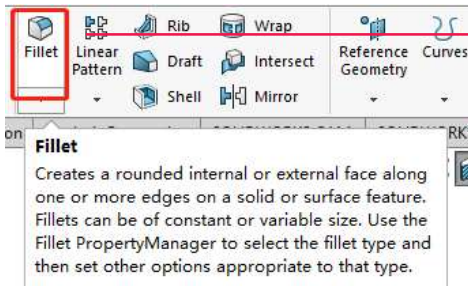 Fillet
Linear
Pattern
Rib
Wrap
Draft
Intersect
Shell
Mirror
Reference
Geometry
Curves
on
RK
Fillet
Creates a rounded internal or external face along
one or more edges on a solid or surface feature.
Fillets can be of constant or variable size. Use the
Fillet PropertyManager to select the fillet type and
then set other options appropriate to that type.